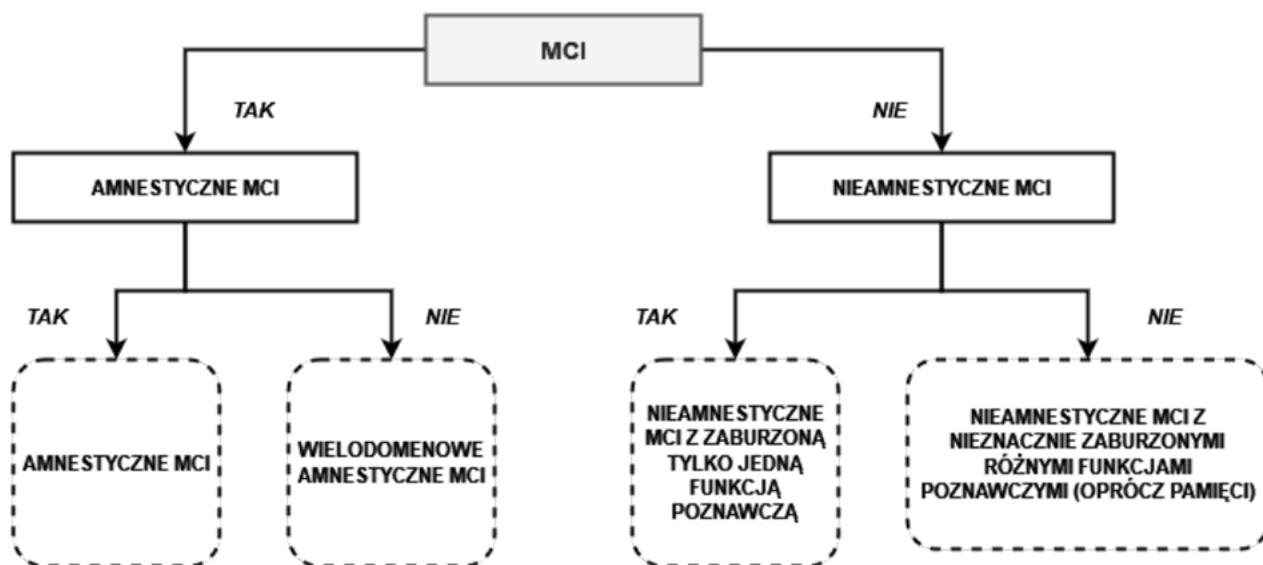 MCI
TAK
NIE
AMNESTYCZNE MCI
NIEAMNESTYCZNE MCI
TAK
NIE
TAK
NIE
AMNESTYCZNE MCI
WIELODOMENOWE
AMNESTYCZNE MCI
NIEAMNESTYCZNE
MCI Z ZABURZONĄ
TYLKO JEDNĄ
FUNKCJĄ
POZNAWCZĄ
NIEAMNESTYCZNE MCI Z
NIEZNACZNIE ZABURZONYMI
RÓŻNYMI FUNKCJAMI
POZNAWCZYMI (OPRÓCZ PAMIĘCI)